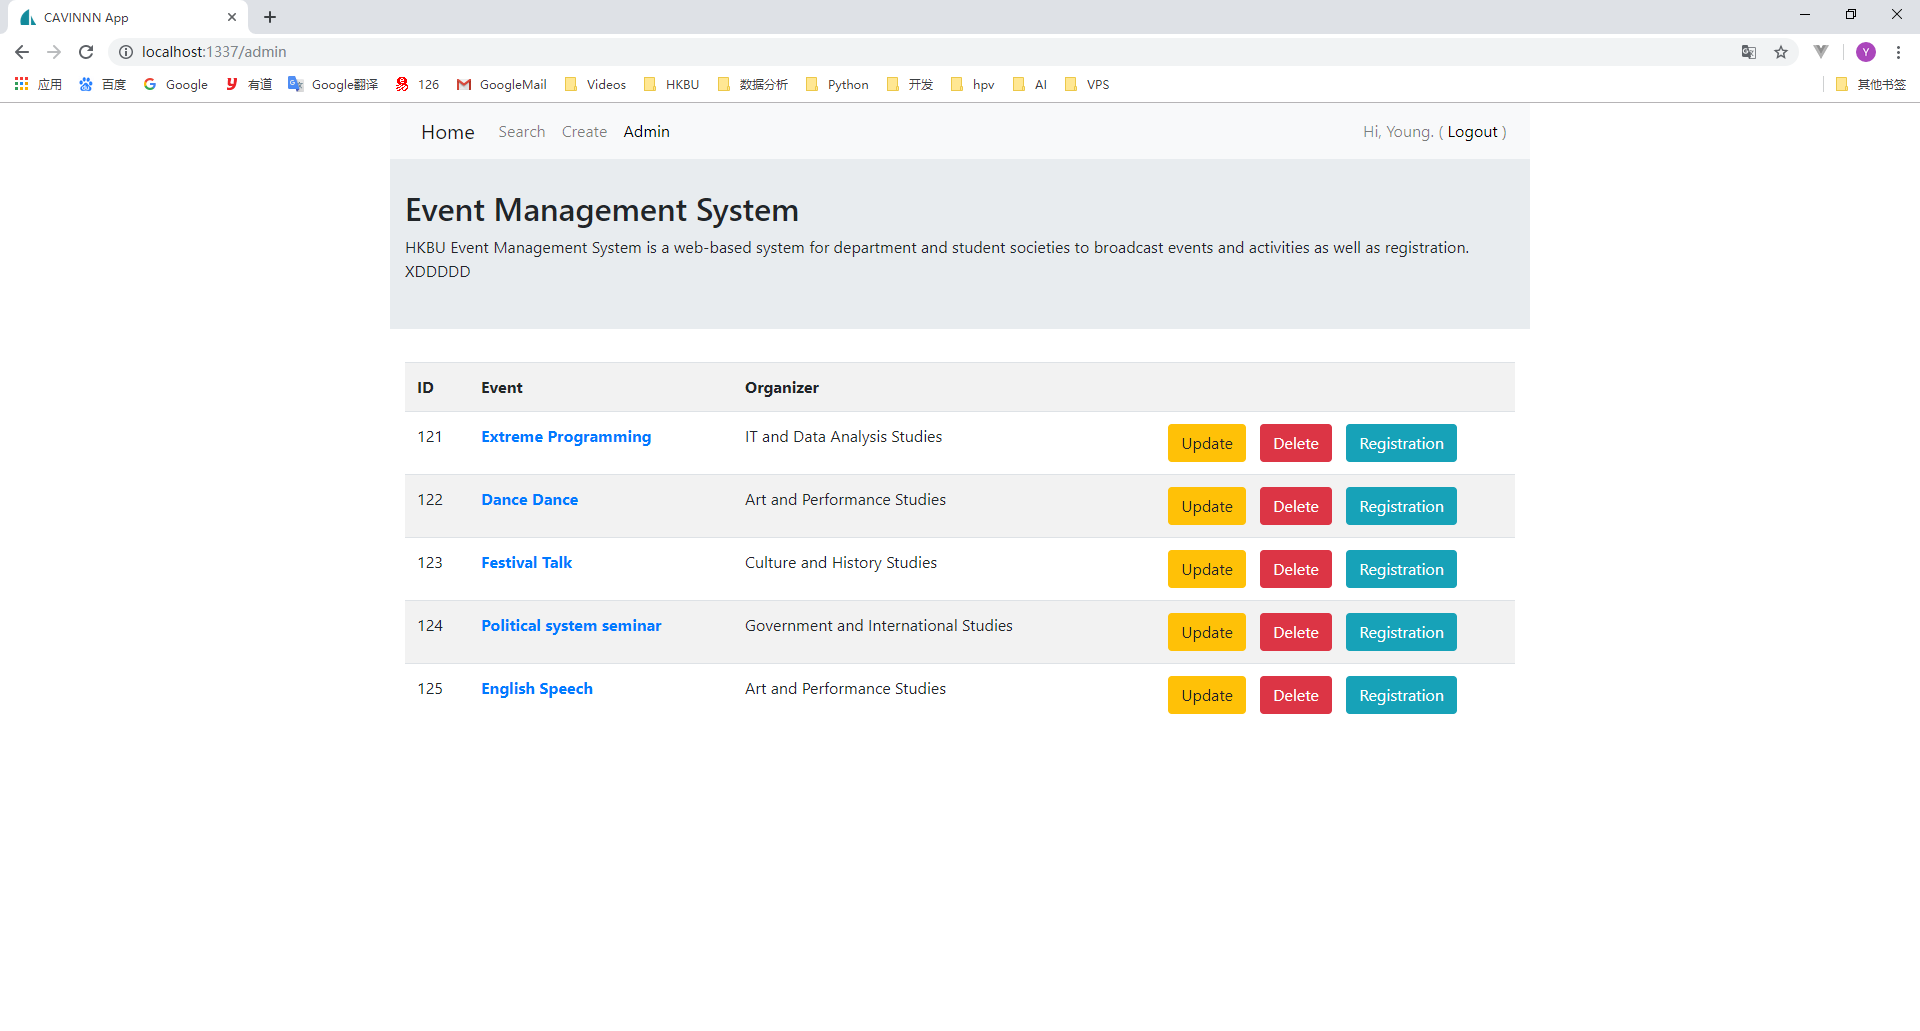 CAVINNN App
localhost:1337/admin
Y
应用 百度 Google 有道 Google翻译 126 GoogleMail Videos HKBU 数据分析 Python 开发 hpv AI VPS 其他书签
Home Search Create Admin Hi, Young. ( Logout )
Event Management System
HKBU Event Management System is a web-based system for department and student societies to broadcast events and activities as well as registration.
XDDDDD
ID Event Organizer
121 Extreme Programming IT and Data Analysis Studies Update Delete Registration
122 Dance Dance Art and Performance Studies Update Delete Registration
123 Festival Talk Culture and History Studies Update Delete Registration
124 Political system seminar Government and International Studies Update Delete Registration
125 English Speech Art and Performance Studies Update Delete Registration